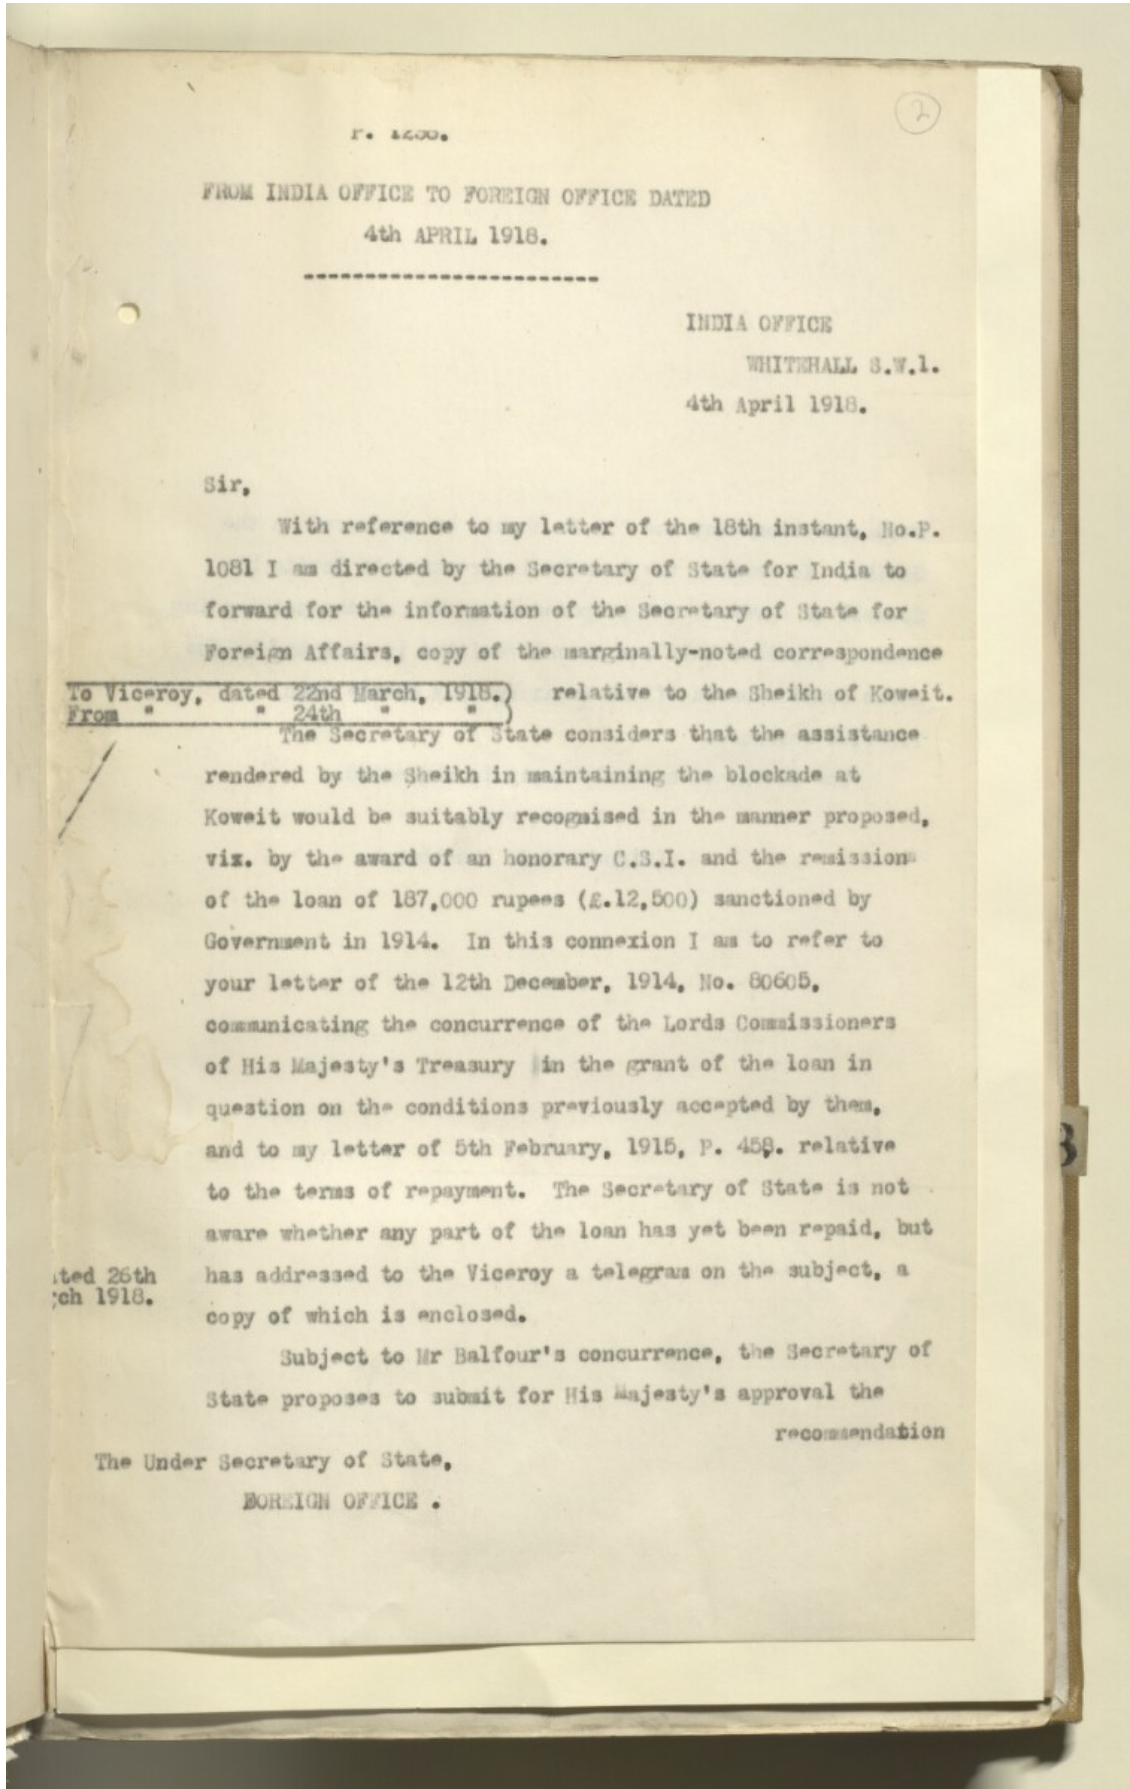 2
FROM INDIA OFFICE TO FOREIGN OFFICE DATED
4th APRIL 1918.
------------------------
INDIA OFFICE
WHITEHALL S.W.1.
4th April 1918.
Sir,
With reference to my letter of the 18th instant, No.P.
1081 I am directed by the Secretary of State for India to
forward for the information of the Secretary of State for
Foreign Affairs, copy of the marginally-noted correspondence
To Viceroy, dated 22nd March, 1918.) relative to the Sheikh of Koweit.
From " " 24th " " )
The Secretary of State considers that the assistance
rendered by the Sheikh in maintaining the blockade at
Koweit would be suitably recognised in the manner proposed,
viz. by the award of an honorary C.S.I. and the remission
of the loan of 187,000 rupees (£.12,500) sanctioned by
Government in 1914. In this connexion I am to refer to
your letter of the 12th December, 1914, No. 80605,
communicating the concurrence of the Lords Commissioners
of His Majesty's Treasury in the grant of the loan in
question on the conditions previously accepted by them,
and to my letter of 5th February, 1915, P. 458. relative
to the terms of repayment. The Secretary of State is not
aware whether any part of the loan has yet been repaid, but
ated 26th has addressed to the Viceroy a telegram on the subject, a
rch 1918.
copy of which is enclosed.
Subject to Mr Balfour's concurrence, the Secretary of
State proposes to submit for His Majesty's approval the
recommendation
The Under Secretary of State,
FOREIGN OFFICE .